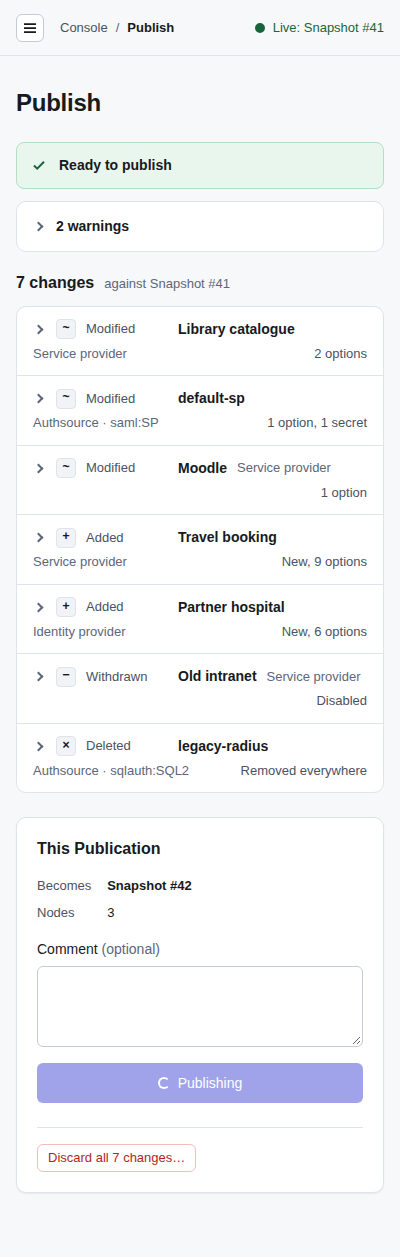 Console / Publish
Live: Snapshot #41
Publish
Ready to publish
2 warnings
7 changes against Snapshot #41
~ Modified Library catalogue
Service provider 2 options
~ Modified default-sp
Authsource · saml:SP 1 option, 1 secret
~ Modified Moodle Service provider
1 option
+ Added Travel booking
Service provider New, 9 options
+ Added Partner hospital
Identity provider New, 6 options
− Withdrawn Old intranet Service provider
Disabled
× Deleted legacy-radius
Authsource · sqlauth:SQL2 Removed everywhere
This Publication
Becomes Snapshot #42
Nodes 3
Comment (optional)
Publishing
Discard all 7 changes…